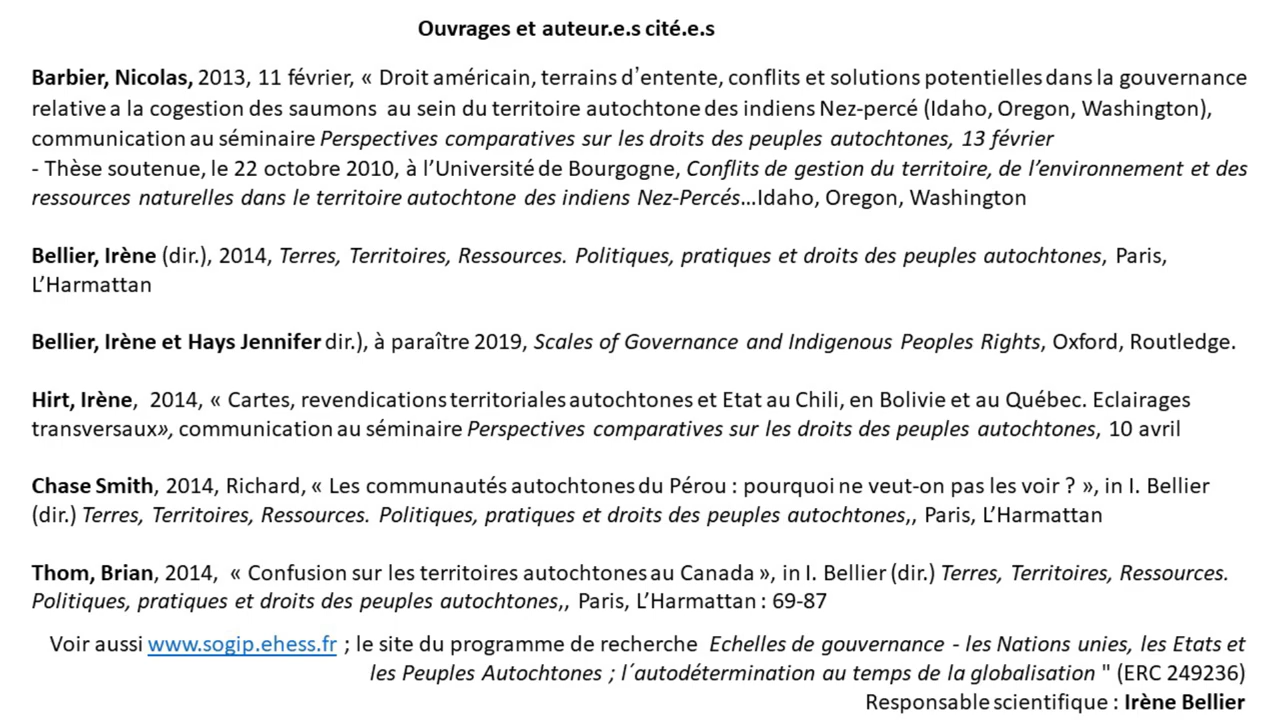 Ouvrages et auteur.e.s cité.e.s
Barbier, Nicolas, 2013, 11 février, « Droit américain, terrains d'entente, conflits et solutions potentielles dans la gouvernance
relative a la cogestion des saumons au sein du territoire autochtone des indiens Nez-percé (Idaho, Oregon, Washington),
communication au séminaire Perspectives comparatives sur les droits des peuples autochtones, 13 février
- Thèse soutenue, le 22 octobre 2010, à l'Université de Bourgogne, Conflits de gestion du territoire, de l'environnement et des
ressources naturelles dans le territoire autochtone des indiens Nez-Percés…Idaho, Oregon, Washington
Bellier, Irène (dir.), 2014, Terres, Territoires, Ressources. Politiques, pratiques et droits des peuples autochtones, Paris,
L'Harmattan
Bellier, Irène et Hays Jennifer dir.), à paraître 2019, Scales of Governance and Indigenous Peoples Rights, Oxford, Routledge.
Hirt, Irène, 2014, « Cartes, revendications territoriales autochtones et Etat au Chili, en Bolivie et au Québec. Eclairages
transversaux», communication au séminaire Perspectives comparatives sur les droits des peuples autochtones, 10 avril
Chase Smith, 2014, Richard, « Les communautés autochtones du Pérou : pourquoi ne veut-on pas les voir ? », in I. Bellier
(dir.) Terres, Territoires, Ressources. Politiques, pratiques et droits des peuples autochtones,, Paris, L'Harmattan
Thom, Brian, 2014, « Confusion sur les territoires autochtones au Canada », in I. Bellier (dir.) Terres, Territoires, Ressources.
Politiques, pratiques et droits des peuples autochtones,, Paris, L'Harmattan : 69-87
Voir aussi www.sogip.ehess.fr ; le site du programme de recherche Echelles de gouvernance - les Nations unies, les Etats et
les Peuples Autochtones ; l´autodétermination au temps de la globalisation " (ERC 249236)
Responsable scientifique : Irène Bellier